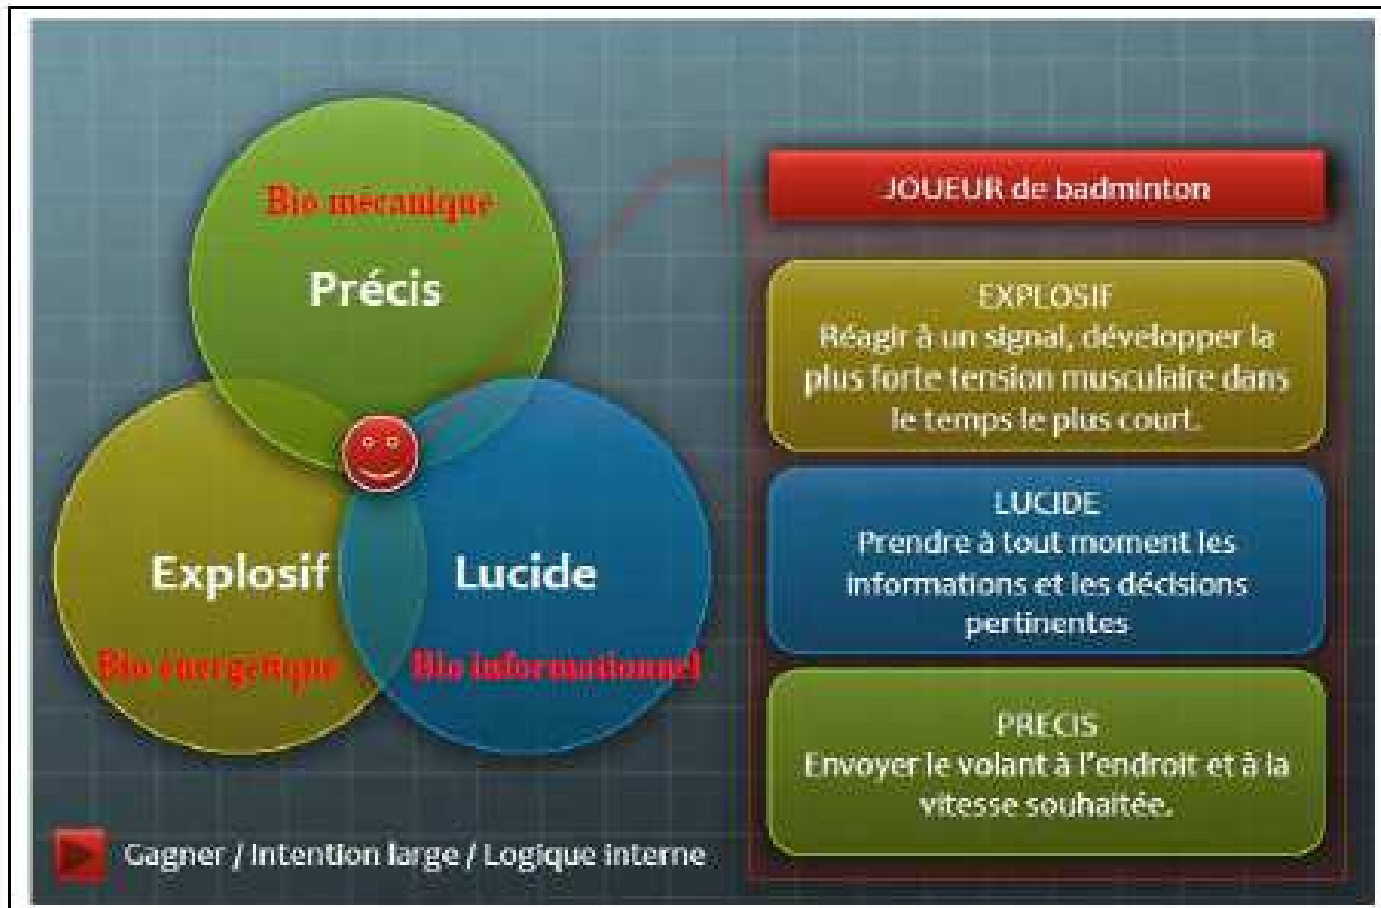 Bio mécanique
Précis
Explosif
Lucide
Bio énergétique
Bio informationnel
JOUEUR de badminton
EXPLOSIF
Réagir à un signal, développer la
plus forte tension musculaire dans
le temps le plus court.
LUCIDE
Prendre à tout moment les
informations et les décisions
pertinentes
PRECIS
Envoyer le volant à l'endroit et à la
vitesse souhaitée.
Gagner / Intention large / Logique interne